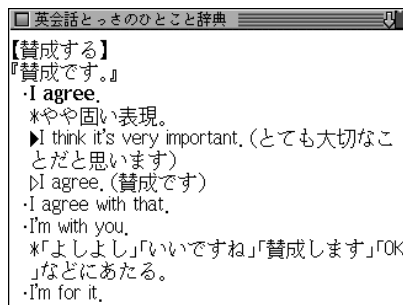 英会話とっさのひとこと辞典
【賛成する】
『賛成です。』
・I agree.
*やや固い表現。
▶I think it's very important. (とても大切なこ
とだと思います)
▷I agree. (賛成です)
・I agree with that.
・I'm with you.
*「よしよし」「いいですね」「賛成します」「OK
」などにあたる。
・I'm for it.